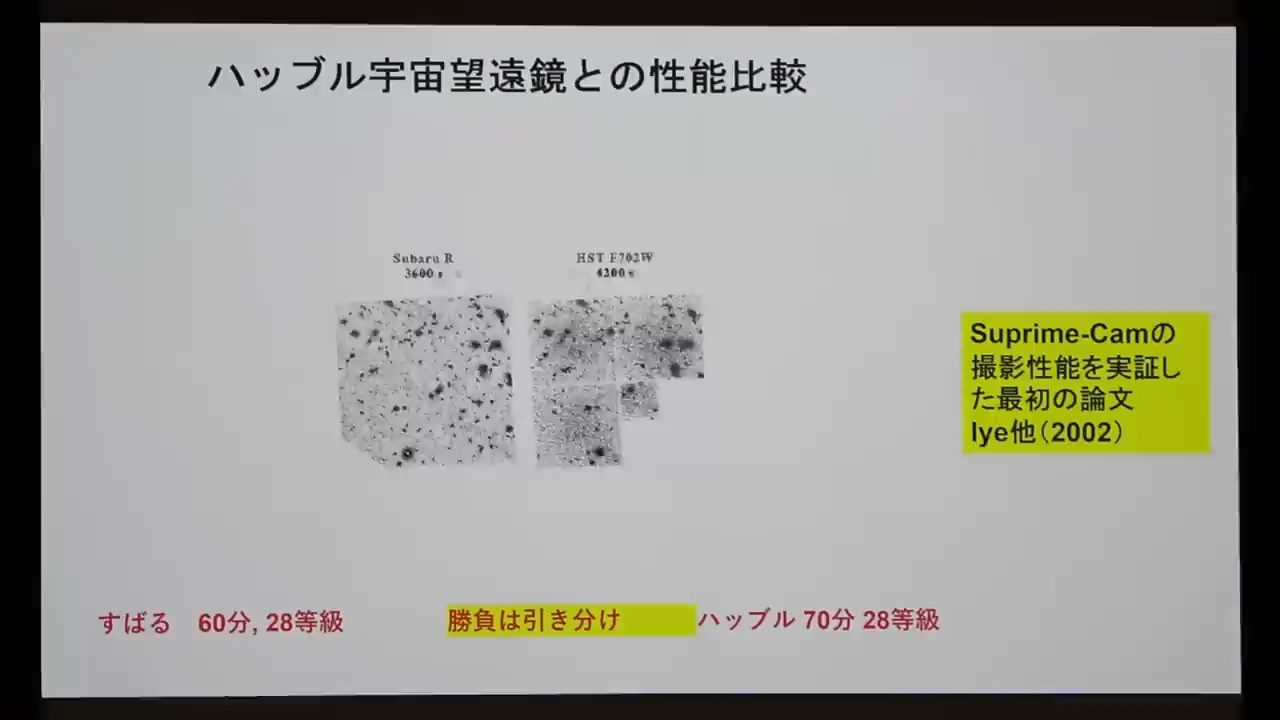 ハッブル宇宙望遠鏡との性能比較
Subaru R
3600 s
HST F702W
4200 s
Suprime-Camの
撮影性能を実証し
た最初の論文
Iye他（2002）
すばる 60分, 28等級
勝負は引き分け
ハッブル 70分 28等級